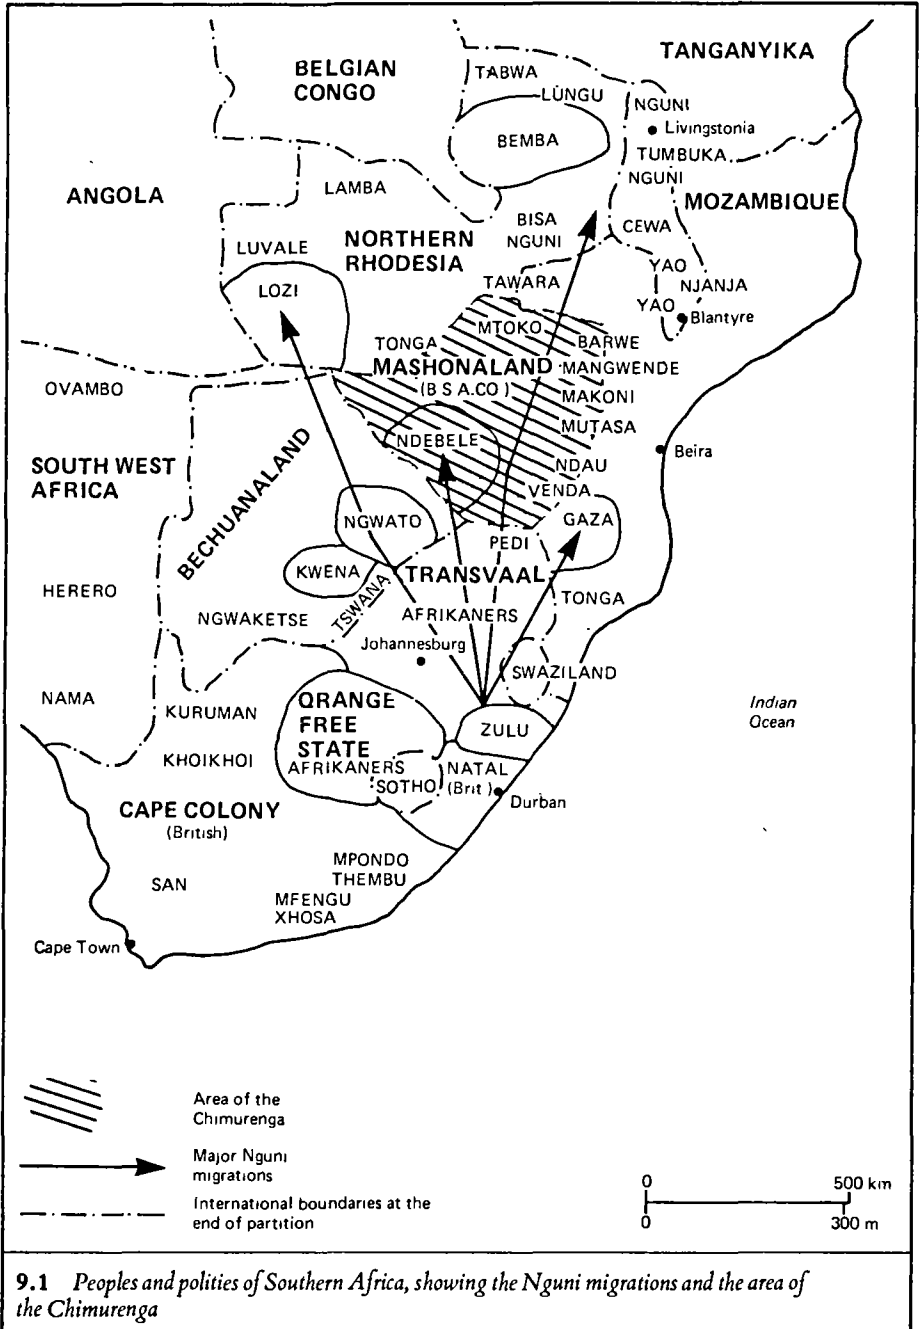 TANGANYIKA
BELGIAN
CONGO
TABWA
LUNGU
NGUNI
Livingstonia
BEMBA
TUMBUKA
NGUNI
ANGOLA
LAMBA
MOZAMBIQUE
BISA
NGUNI
CEWA
NORTHERN
RHODESIA
LUVALE
YAO
TAWARA
NJANJA
LOZI
YAO
Blantyre
MTOKO
TONGA
BARWE
MASHONALAND
MANGWENDE
(B S A.CO)
OVAMBO
MAKONI
MUTASA
NDEBELE
Beira
SOUTH WEST
AFRICA
NDAU
BECHUANALAND
VENDA
GAZA
NGWATO
PEDI
KWENA
TRANSVAAL
HERERO
TONGA
TSWANA
AFRIKANERS
NGWAKETSE
Johannesburg
SWAZILAND
NAMA
ORANGE
FREE
STATE
KURUMAN
Indian
Ocean
ZULU
KHOIKHOI
AFRIKANERS
NATAL
(Brit)
SOTHO
Durban
CAPE COLONY
(British)
MPONDO
THEMBU
SAN
MFENGU
XHOSA
Cape Town
Area of the
Chimurenga
Major Nguni
migrations
International boundaries at the
end of partition
0 500 km
0 300 m
9.1 Peoples and polities of Southern Africa, showing the Nguni migrations and the area of
the Chimurenga